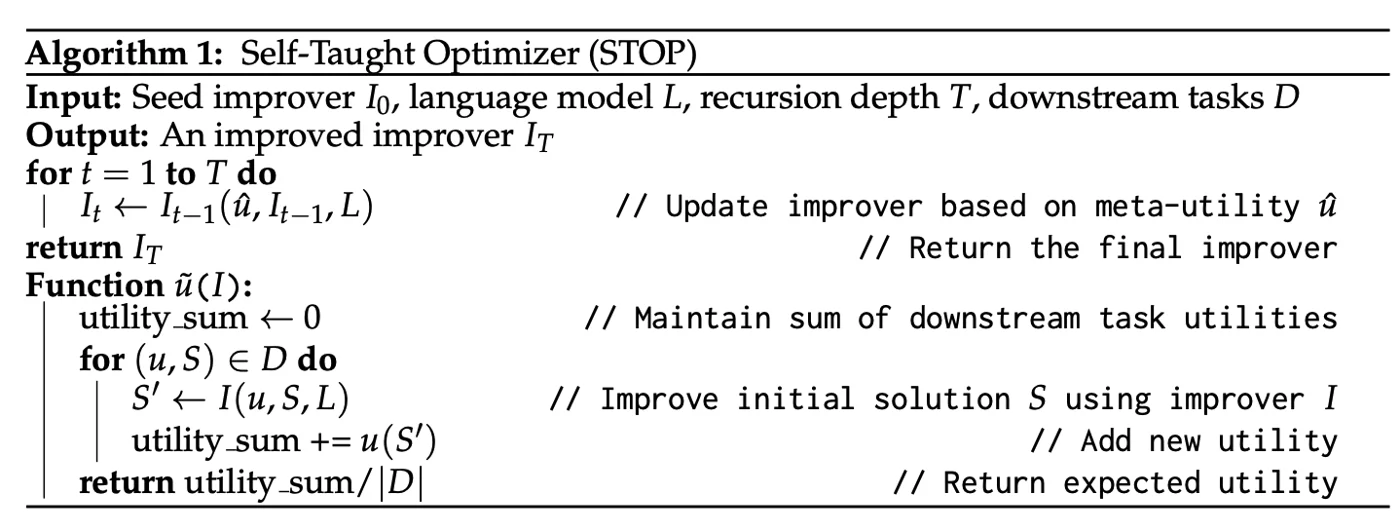 Algorithm 1: Self-Taught Optimizer (STOP)
Input: Seed improver I₀, language model L, recursion depth T, downstream tasks D
Output: An improved improver I_T
for t = 1 to T do
I_t ← I_{t−1}(û, I_{t−1}, L) // Update improver based on meta-utility û
return I_T // Return the final improver
Function ũ(I):
utility_sum ← 0 // Maintain sum of downstream task utilities
for (u, S) ∈ D do
S′ ← I(u, S, L) // Improve initial solution S using improver I
utility_sum += u(S′) // Add new utility
return utility_sum/|D| // Return expected utility